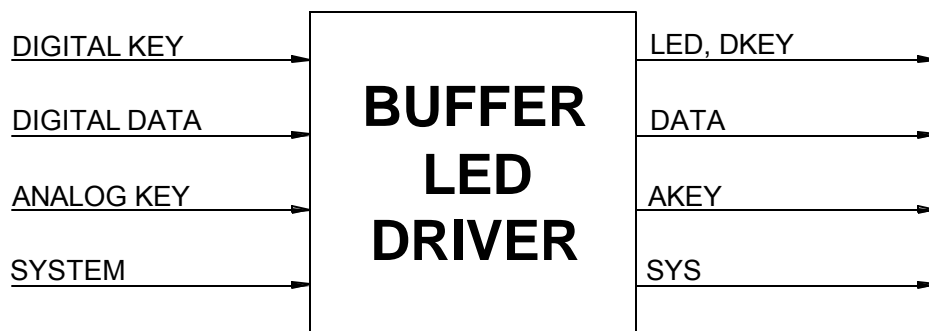 DIGITAL KEY
DIGITAL DATA
ANALOG KEY
SYSTEM
BUFFER
LED
DRIVER
LED, DKEY
DATA
AKEY
SYS